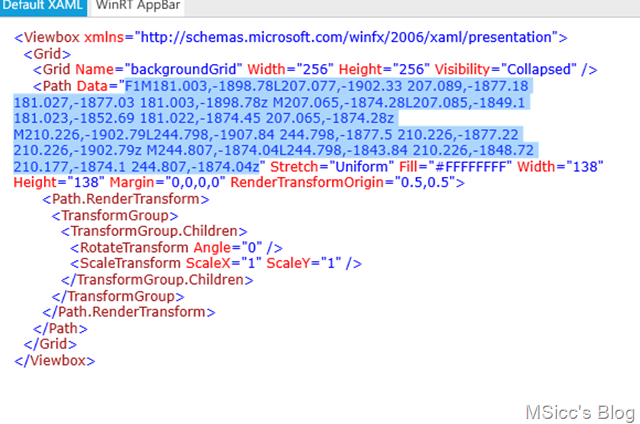 Default XAML
WinRT AppBar
<Viewbox xmlns="http://schemas.microsoft.com/winfx/2006/xaml/presentation">
<Grid>
<Grid Name="backgroundGrid" Width="256" Height="256" Visibility="Collapsed" />
<Path Data="F1M181.003,-1898.78L207.077,-1902.33 207.089,-1877.18
181.027,-1877.03 181.003,-1898.78z M207.065,-1874.28L207.085,-1849.1
181.023,-1852.69 181.022,-1874.45 207.065,-1874.28z
M210.226,-1902.79L244.798,-1907.84 244.798,-1877.5 210.226,-1877.22
210.226,-1902.79z M244.807,-1874.04L244.798,-1843.84 210.226,-1848.72
210.177,-1874.1 244.807,-1874.04z" Stretch="Uniform" Fill="#FFFFFFFF" Width="138"
Height="138" Margin="0,0,0,0" RenderTransformOrigin="0.5,0.5">
<Path.RenderTransform>
<TransformGroup>
<TransformGroup.Children>
<RotateTransform Angle="0" />
<ScaleTransform ScaleX="1" ScaleY="1" />
</TransformGroup.Children>
</TransformGroup>
</Path.RenderTransform>
</Path>
</Grid>
</Viewbox>
MSicc's Blog